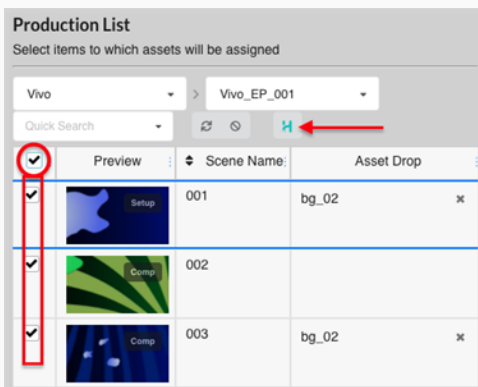 Production List
Select items to which assets will be assigned
Vivo > Vivo_EP_001
Quick Search
Preview Scene Name Asset Drop
Setup 001 bg_02 ×
Comp 002
Comp 003 bg_02 ×